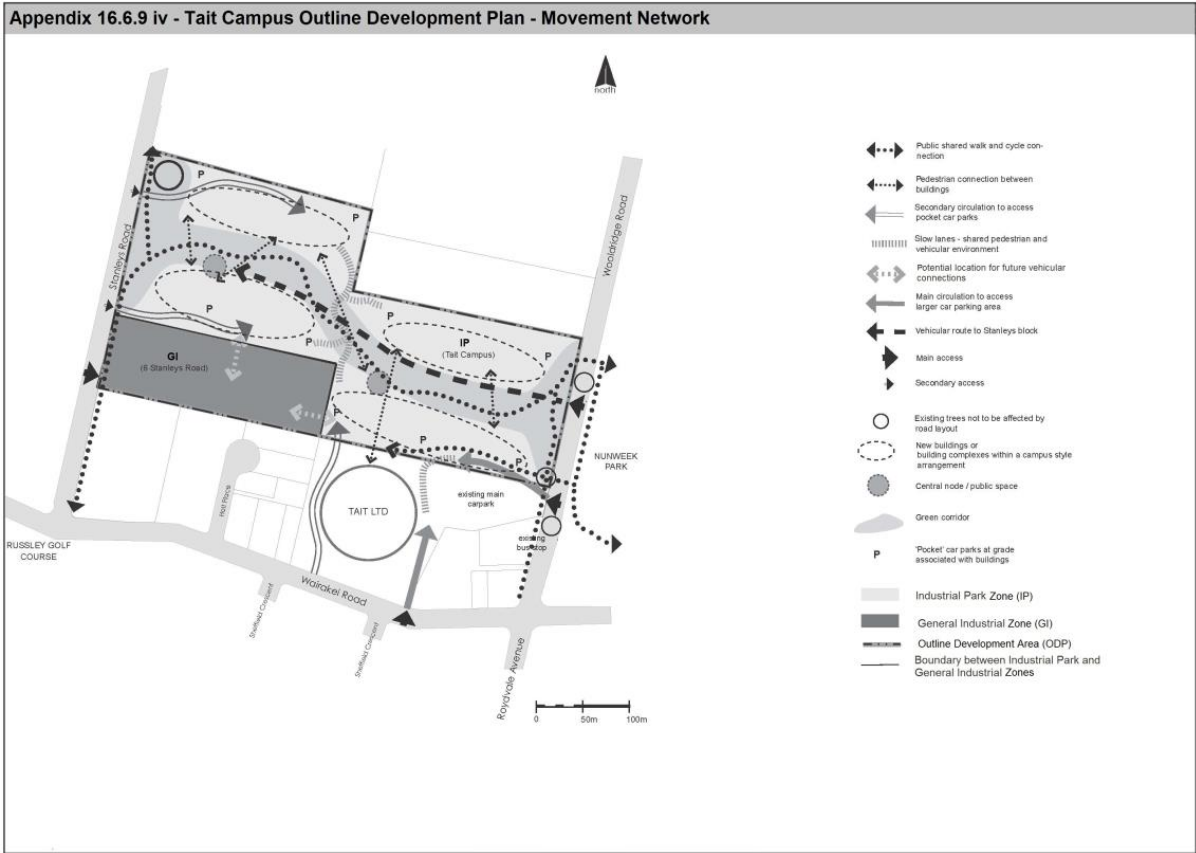 Appendix 16.6.9 iv - Tait Campus Outline Development Plan - Movement Network
north
Stanleys Road
Wooldridge Road
P
P
P
P
P
P
P
P
P
P
GI
(6 Stanleys Road)
IP
(Tait Campus)
NUNWEEK
PARK
TAIT LTD
existing main
carpark
existing
bus stop
Holt Place
RUSSLEY GOLF
COURSE
Wairakei Road
Sheffield Crescent
Sheffield Crescent
Roydvale Avenue
0 50m 100m
Public shared walk and cycle con-
nection
Pedestrian connection between
buildings
Secondary circulation to access
pocket car parks
Slow lanes - shared pedestrian and
vehicular environment
Potential location for future vehicular
connections
Main circulation to access
larger car parking area
Vehicular route to Stanleys block
Main access
Secondary access
Existing trees not to be affected by
road layout
New buildings or
building complexes within a campus style
arrangement
Central node / public space
Green corridor
P
'Pocket' car parks at grade
associated with buildings
Industrial Park Zone (IP)
General Industrial Zone (GI)
Outline Development Area (ODP)
Boundary between Industrial Park and
General Industrial Zones